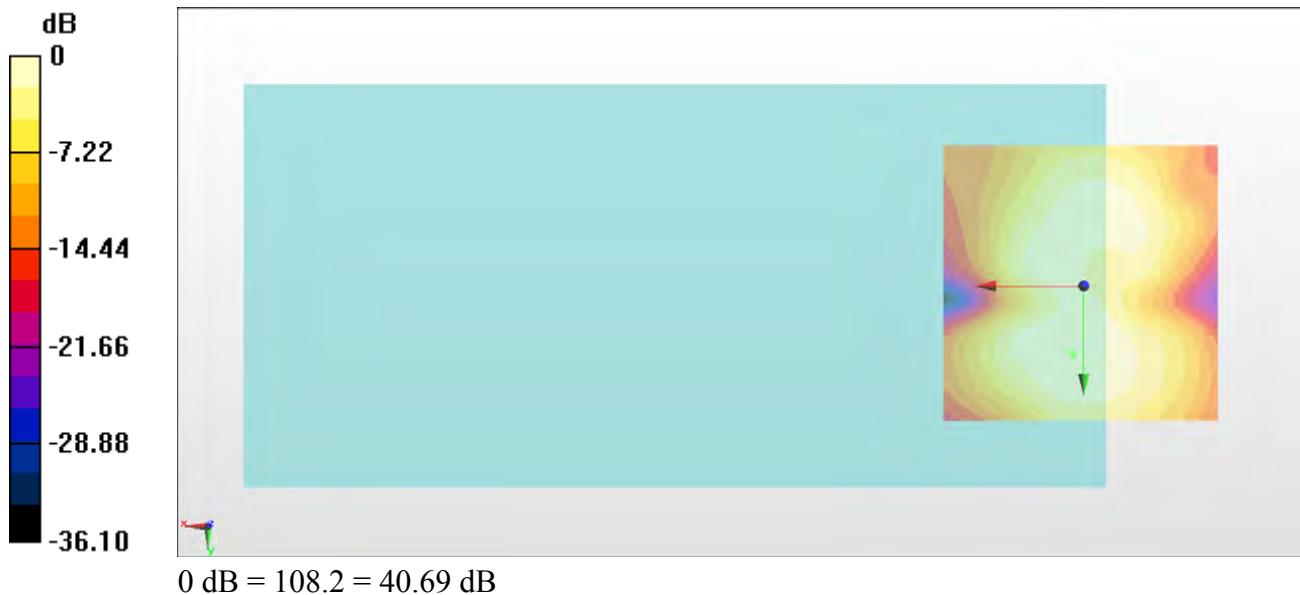 dB
0
-7.22
-14.44
-21.66
-28.88
-36.10
x
z
y
0 dB = 108.2 = 40.69 dB